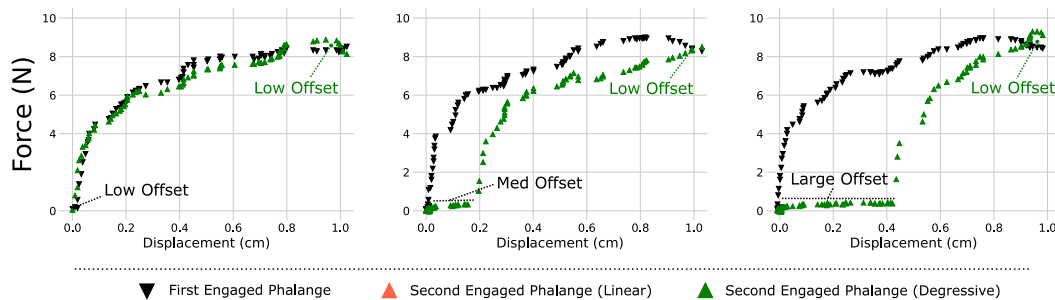 10
8
6
4
2
0
Force (N)
Low Offset
Low Offset
0.0 0.2 0.4 0.6 0.8 1.0
Displacement (cm)
10
8
6
4
2
0
Low Offset
Med Offset
0.0 0.2 0.4 0.6 0.8 1.0
Displacement (cm)
10
8
6
4
2
0
Low Offset
Large Offset
0.0 0.2 0.4 0.6 0.8 1.0
Displacement (cm)
First Engaged Phalange
Second Engaged Phalange (Linear)
Second Engaged Phalange (Degressive)